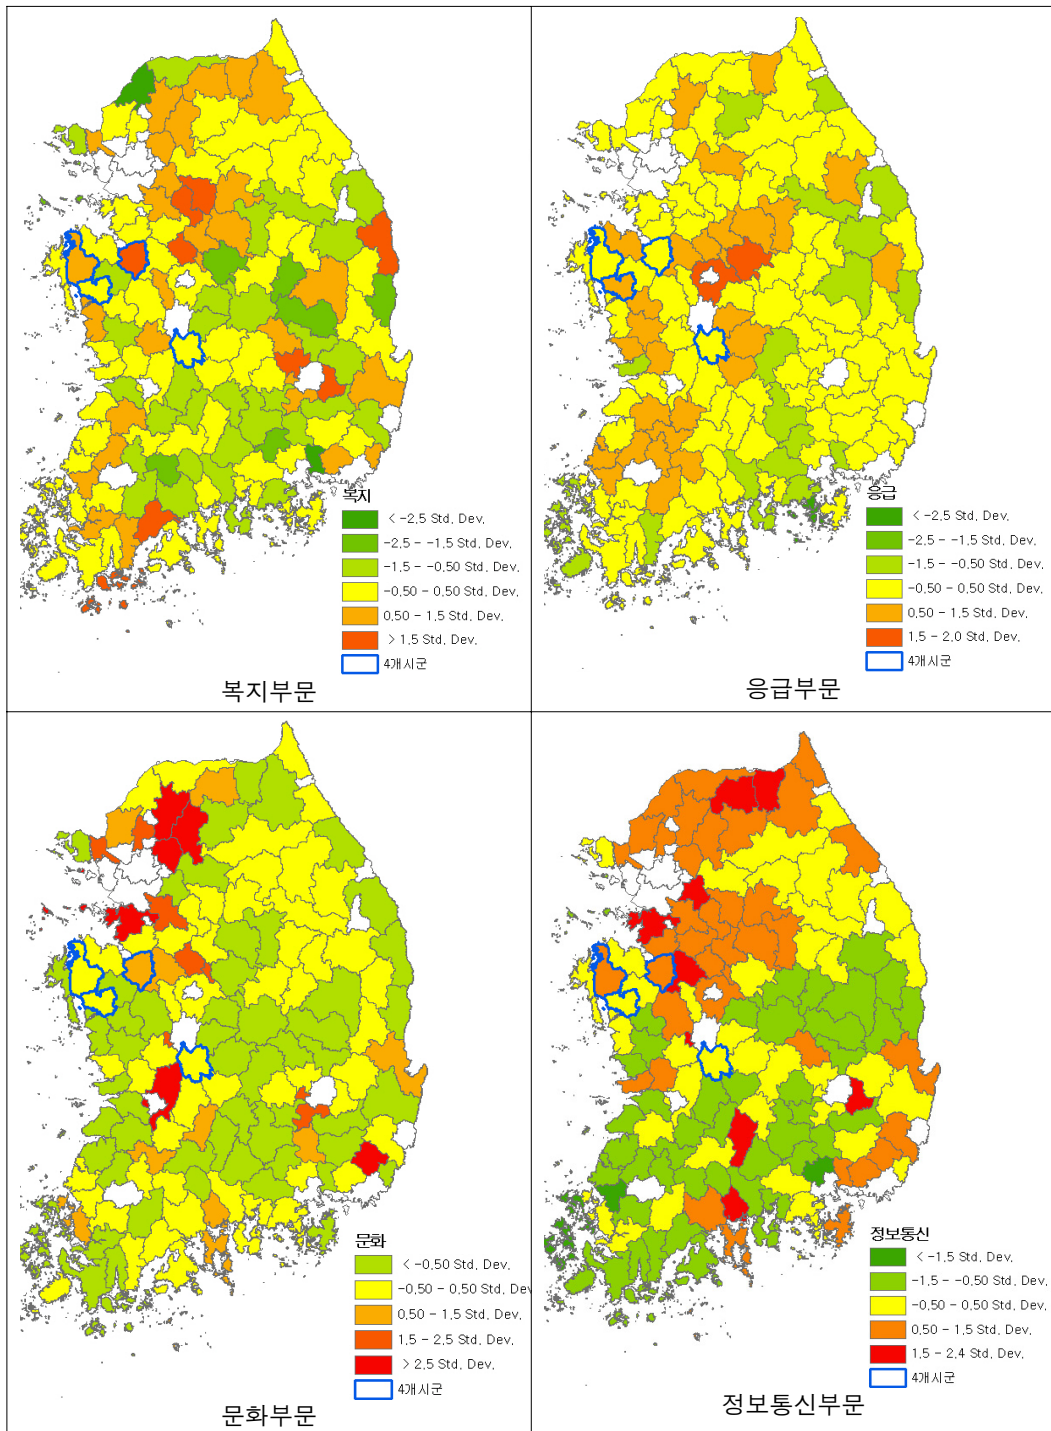 복지
< -2.5 Std. Dev.
-2.5 - -1.5 Std. Dev.
-1.5 - -0.50 Std. Dev.
-0.50 - 0.50 Std. Dev.
0.50 - 1.5 Std. Dev.
> 1.5 Std. Dev.
4개시군
복지부문
응급
< -2.5 Std. Dev.
-2.5 - -1.5 Std. Dev.
-1.5 - -0.50 Std. Dev.
-0.50 - 0.50 Std. Dev.
0.50 - 1.5 Std. Dev.
1.5 - 2.0 Std. Dev.
4개시군
응급부문
문화
< -0.50 Std. Dev.
-0.50 - 0.50 Std. Dev
0.50 - 1.5 Std. Dev.
1.5 - 2.5 Std. Dev.
> 2.5 Std. Dev.
4개시군
문화부문
정보통신
< -1.5 Std. Dev.
-1.5 - -0.50 Std. Dev.
-0.50 - 0.50 Std. Dev.
0.50 - 1.5 Std. Dev.
1.5 - 2.4 Std. Dev.
4개시군
정보통신부문